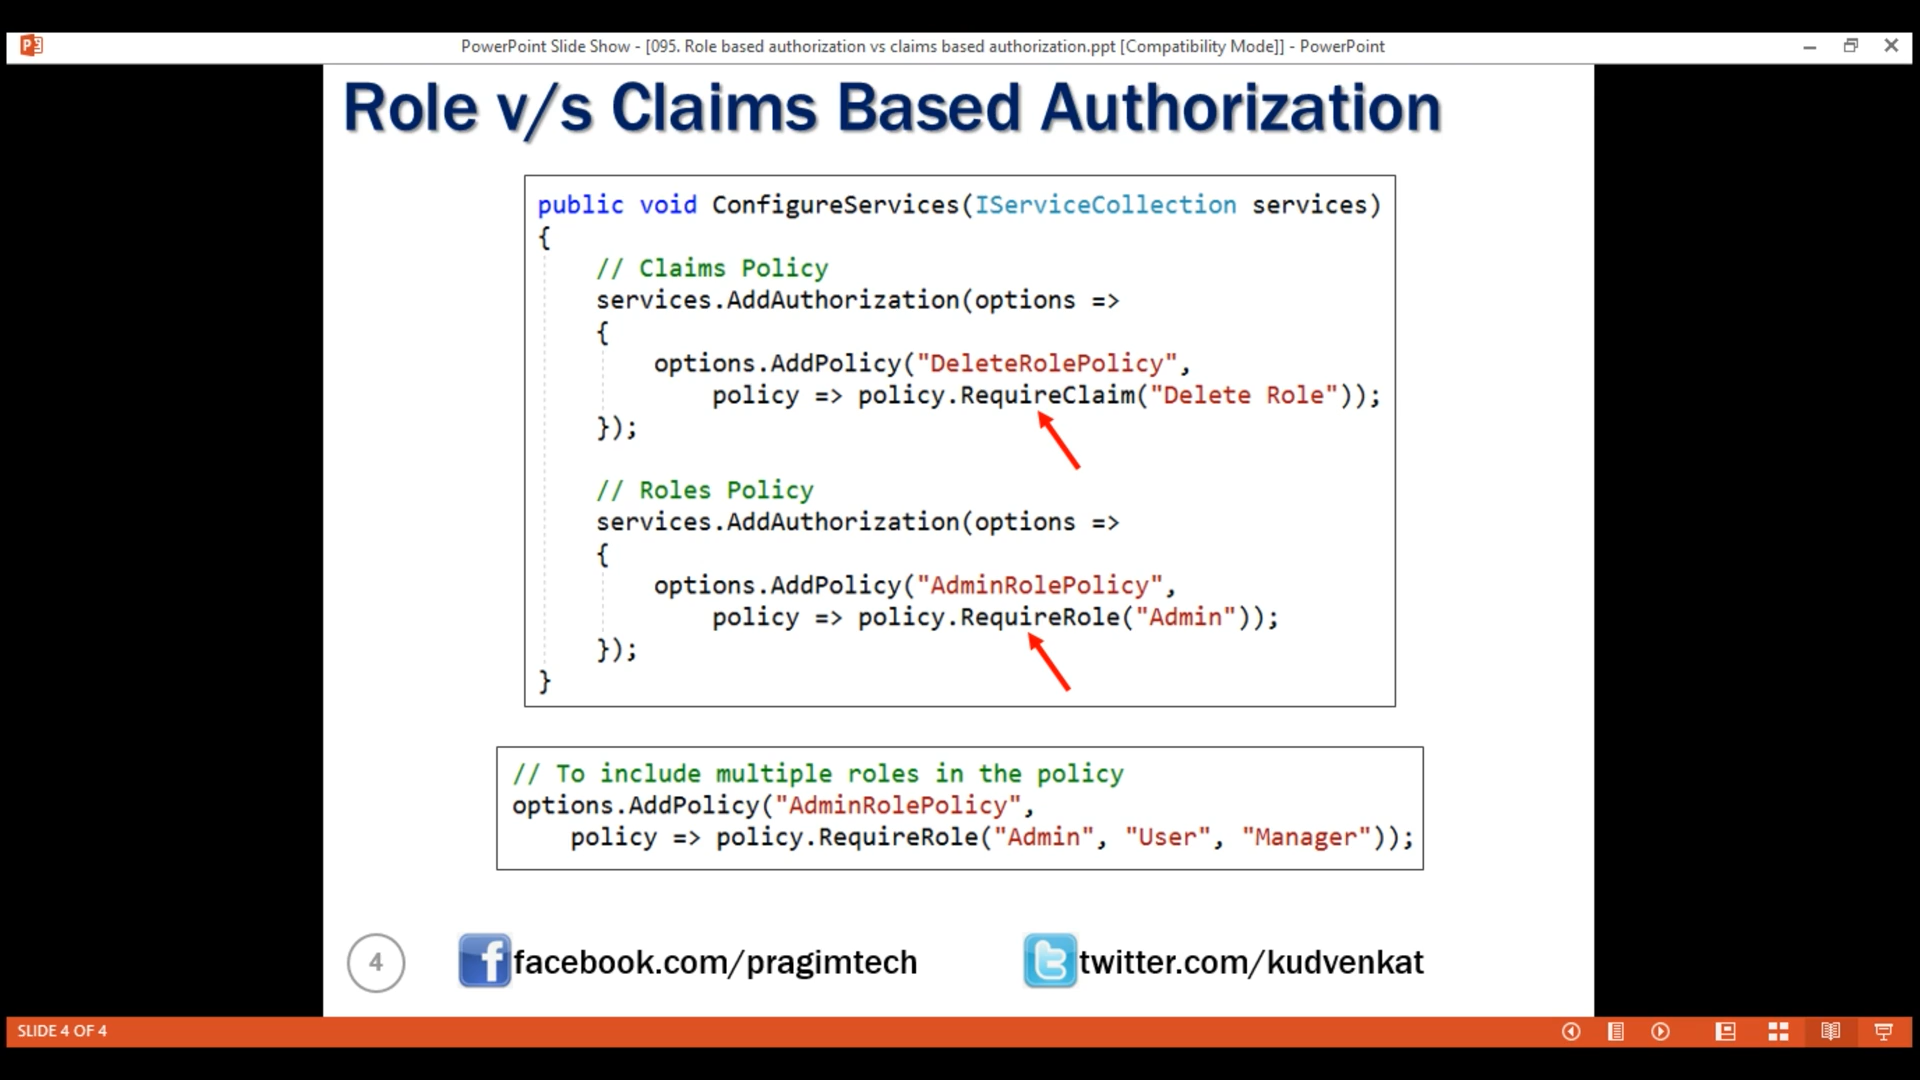 PowerPoint Slide Show - [095. Role based authorization vs claims based authorization.ppt [Compatibility Mode]] - PowerPoint
Role v/s Claims Based Authorization
public void ConfigureServices(IServiceCollection services)
{
// Claims Policy
services.AddAuthorization(options =>
{
options.AddPolicy("DeleteRolePolicy",
policy => policy.RequireClaim("Delete Role"));
});
// Roles Policy
services.AddAuthorization(options =>
{
options.AddPolicy("AdminRolePolicy",
policy => policy.RequireRole("Admin"));
});
}
// To include multiple roles in the policy
options.AddPolicy("AdminRolePolicy",
policy => policy.RequireRole("Admin", "User", "Manager"));
4
facebook.com/pragimtech
twitter.com/kudvenkat
SLIDE 4 OF 4